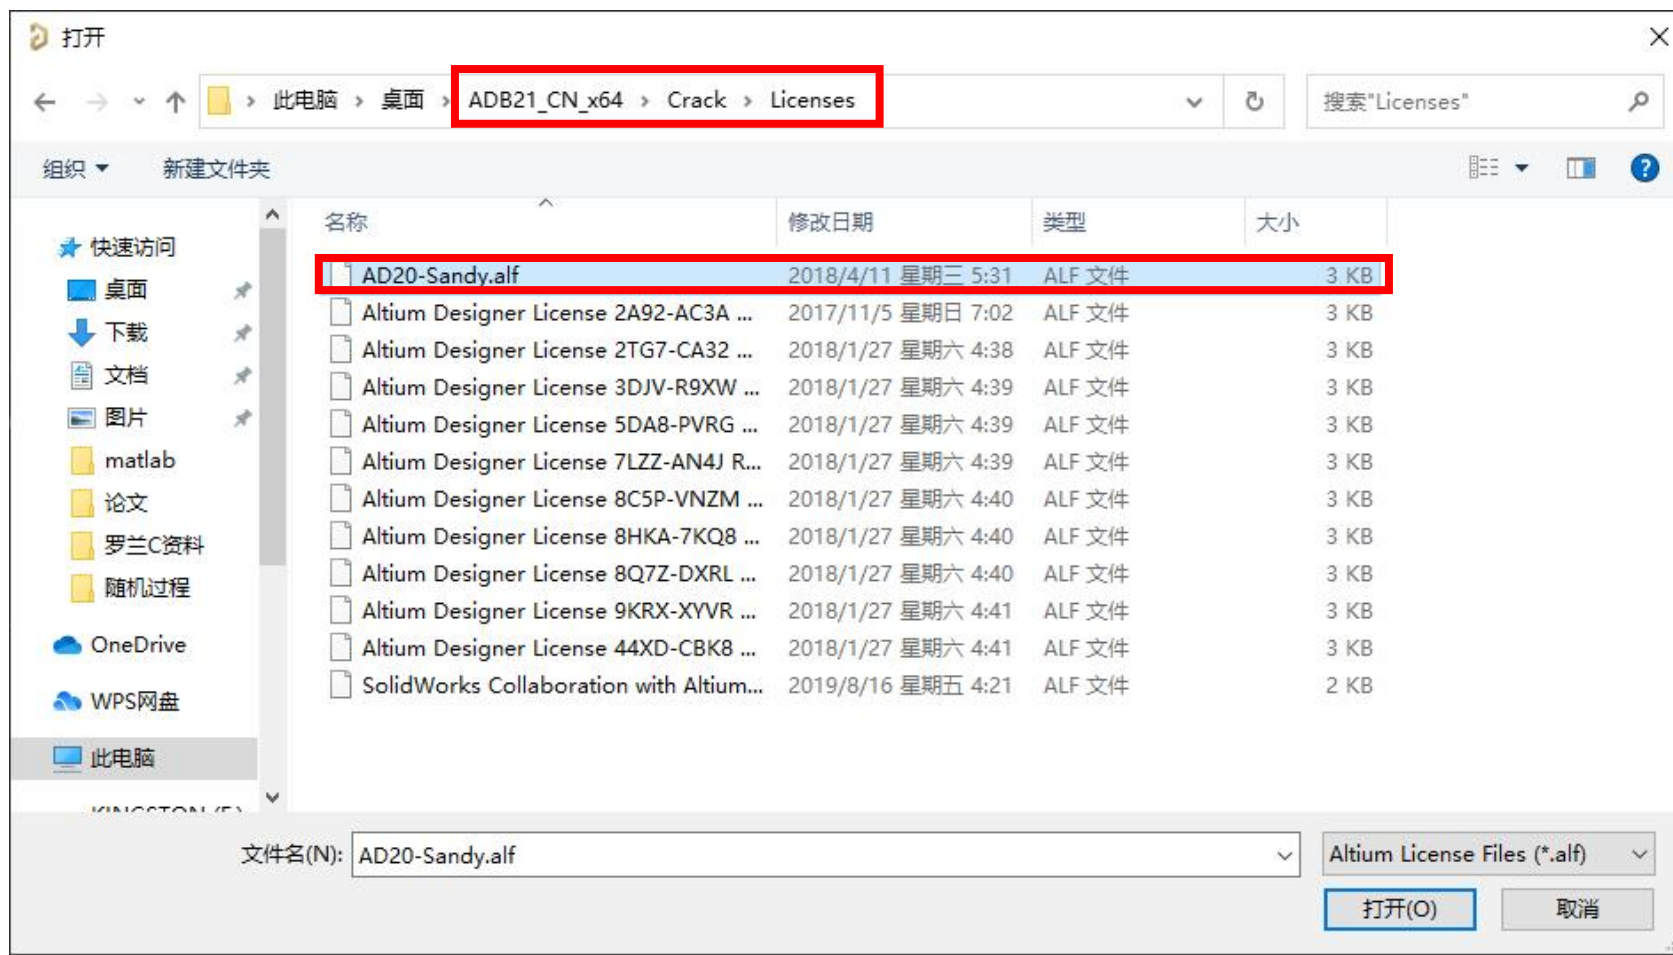 打开
此电脑 > 桌面 > ADB21_CN_x64 > Crack > Licenses
搜索"Licenses"
组织
新建文件夹
快速访问
桌面
下载
文档
图片
matlab
论文
罗兰C资料
随机过程
OneDrive
WPS网盘
此电脑
名称 修改日期 类型 大小
AD20-Sandy.alf 2018/4/11 星期三 5:31 ALF 文件 3 KB
Altium Designer License 2A92-AC3A ... 2017/11/5 星期日 7:02 ALF 文件 3 KB
Altium Designer License 2TG7-CA32 ... 2018/1/27 星期六 4:38 ALF 文件 3 KB
Altium Designer License 3DJV-R9XW ... 2018/1/27 星期六 4:39 ALF 文件 3 KB
Altium Designer License 5DA8-PVRG ... 2018/1/27 星期六 4:39 ALF 文件 3 KB
Altium Designer License 7LZZ-AN4J R... 2018/1/27 星期六 4:39 ALF 文件 3 KB
Altium Designer License 8C5P-VNZM ... 2018/1/27 星期六 4:40 ALF 文件 3 KB
Altium Designer License 8HKA-7KQ8 ... 2018/1/27 星期六 4:40 ALF 文件 3 KB
Altium Designer License 8Q7Z-DXRL ... 2018/1/27 星期六 4:40 ALF 文件 3 KB
Altium Designer License 9KRX-XYVR ... 2018/1/27 星期六 4:41 ALF 文件 3 KB
Altium Designer License 44XD-CBK8 ... 2018/1/27 星期六 4:41 ALF 文件 3 KB
SolidWorks Collaboration with Altium... 2019/8/16 星期五 4:21 ALF 文件 2 KB
文件名(N): AD20-Sandy.alf
Altium License Files (*.alf)
打开(O)
取消